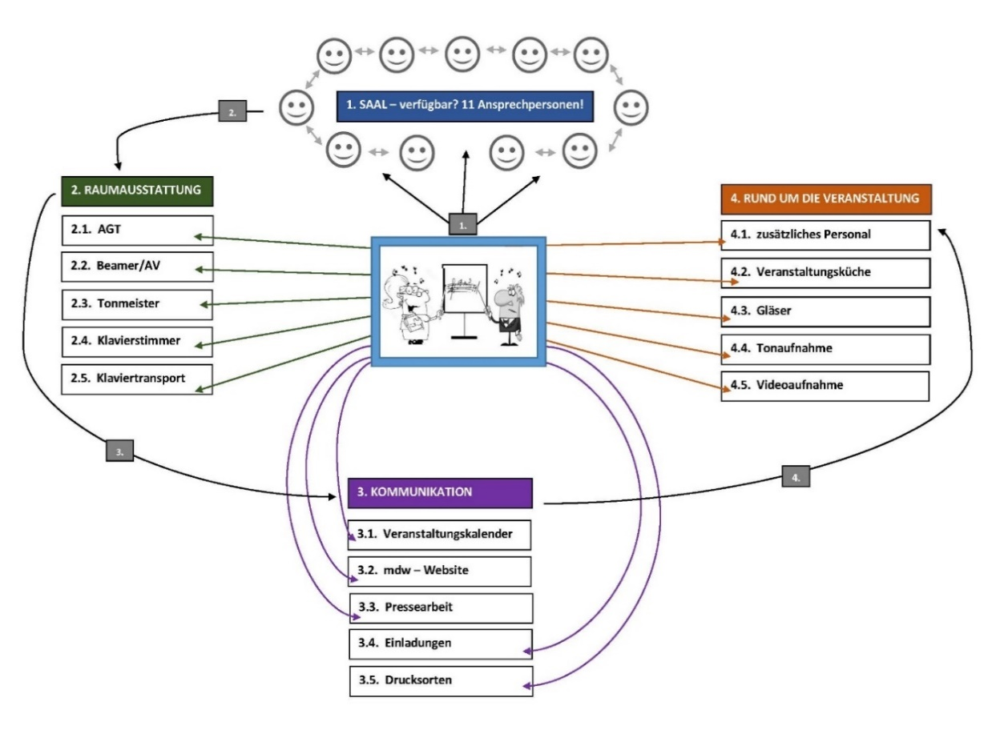 1. SAAL – verfügbar? 11 Ansprechpersonen!
2.
2. RAUMAUSSTATTUNG
2.1. AGT
2.2. Beamer/AV
2.3. Tonmeister
2.4. Klavierstimmer
2.5. Klaviertransport
1.
4. RUND UM DIE VERANSTALTUNG
4.1. zusätzliches Personal
4.2. Veranstaltungsküche
4.3. Gläser
4.4. Tonaufnahme
4.5. Videoaufnahme
3.
4.
3. KOMMUNIKATION
3.1. Veranstaltungskalender
3.2. mdw – Website
3.3. Pressearbeit
3.4. Einladungen
3.5. Drucksorten